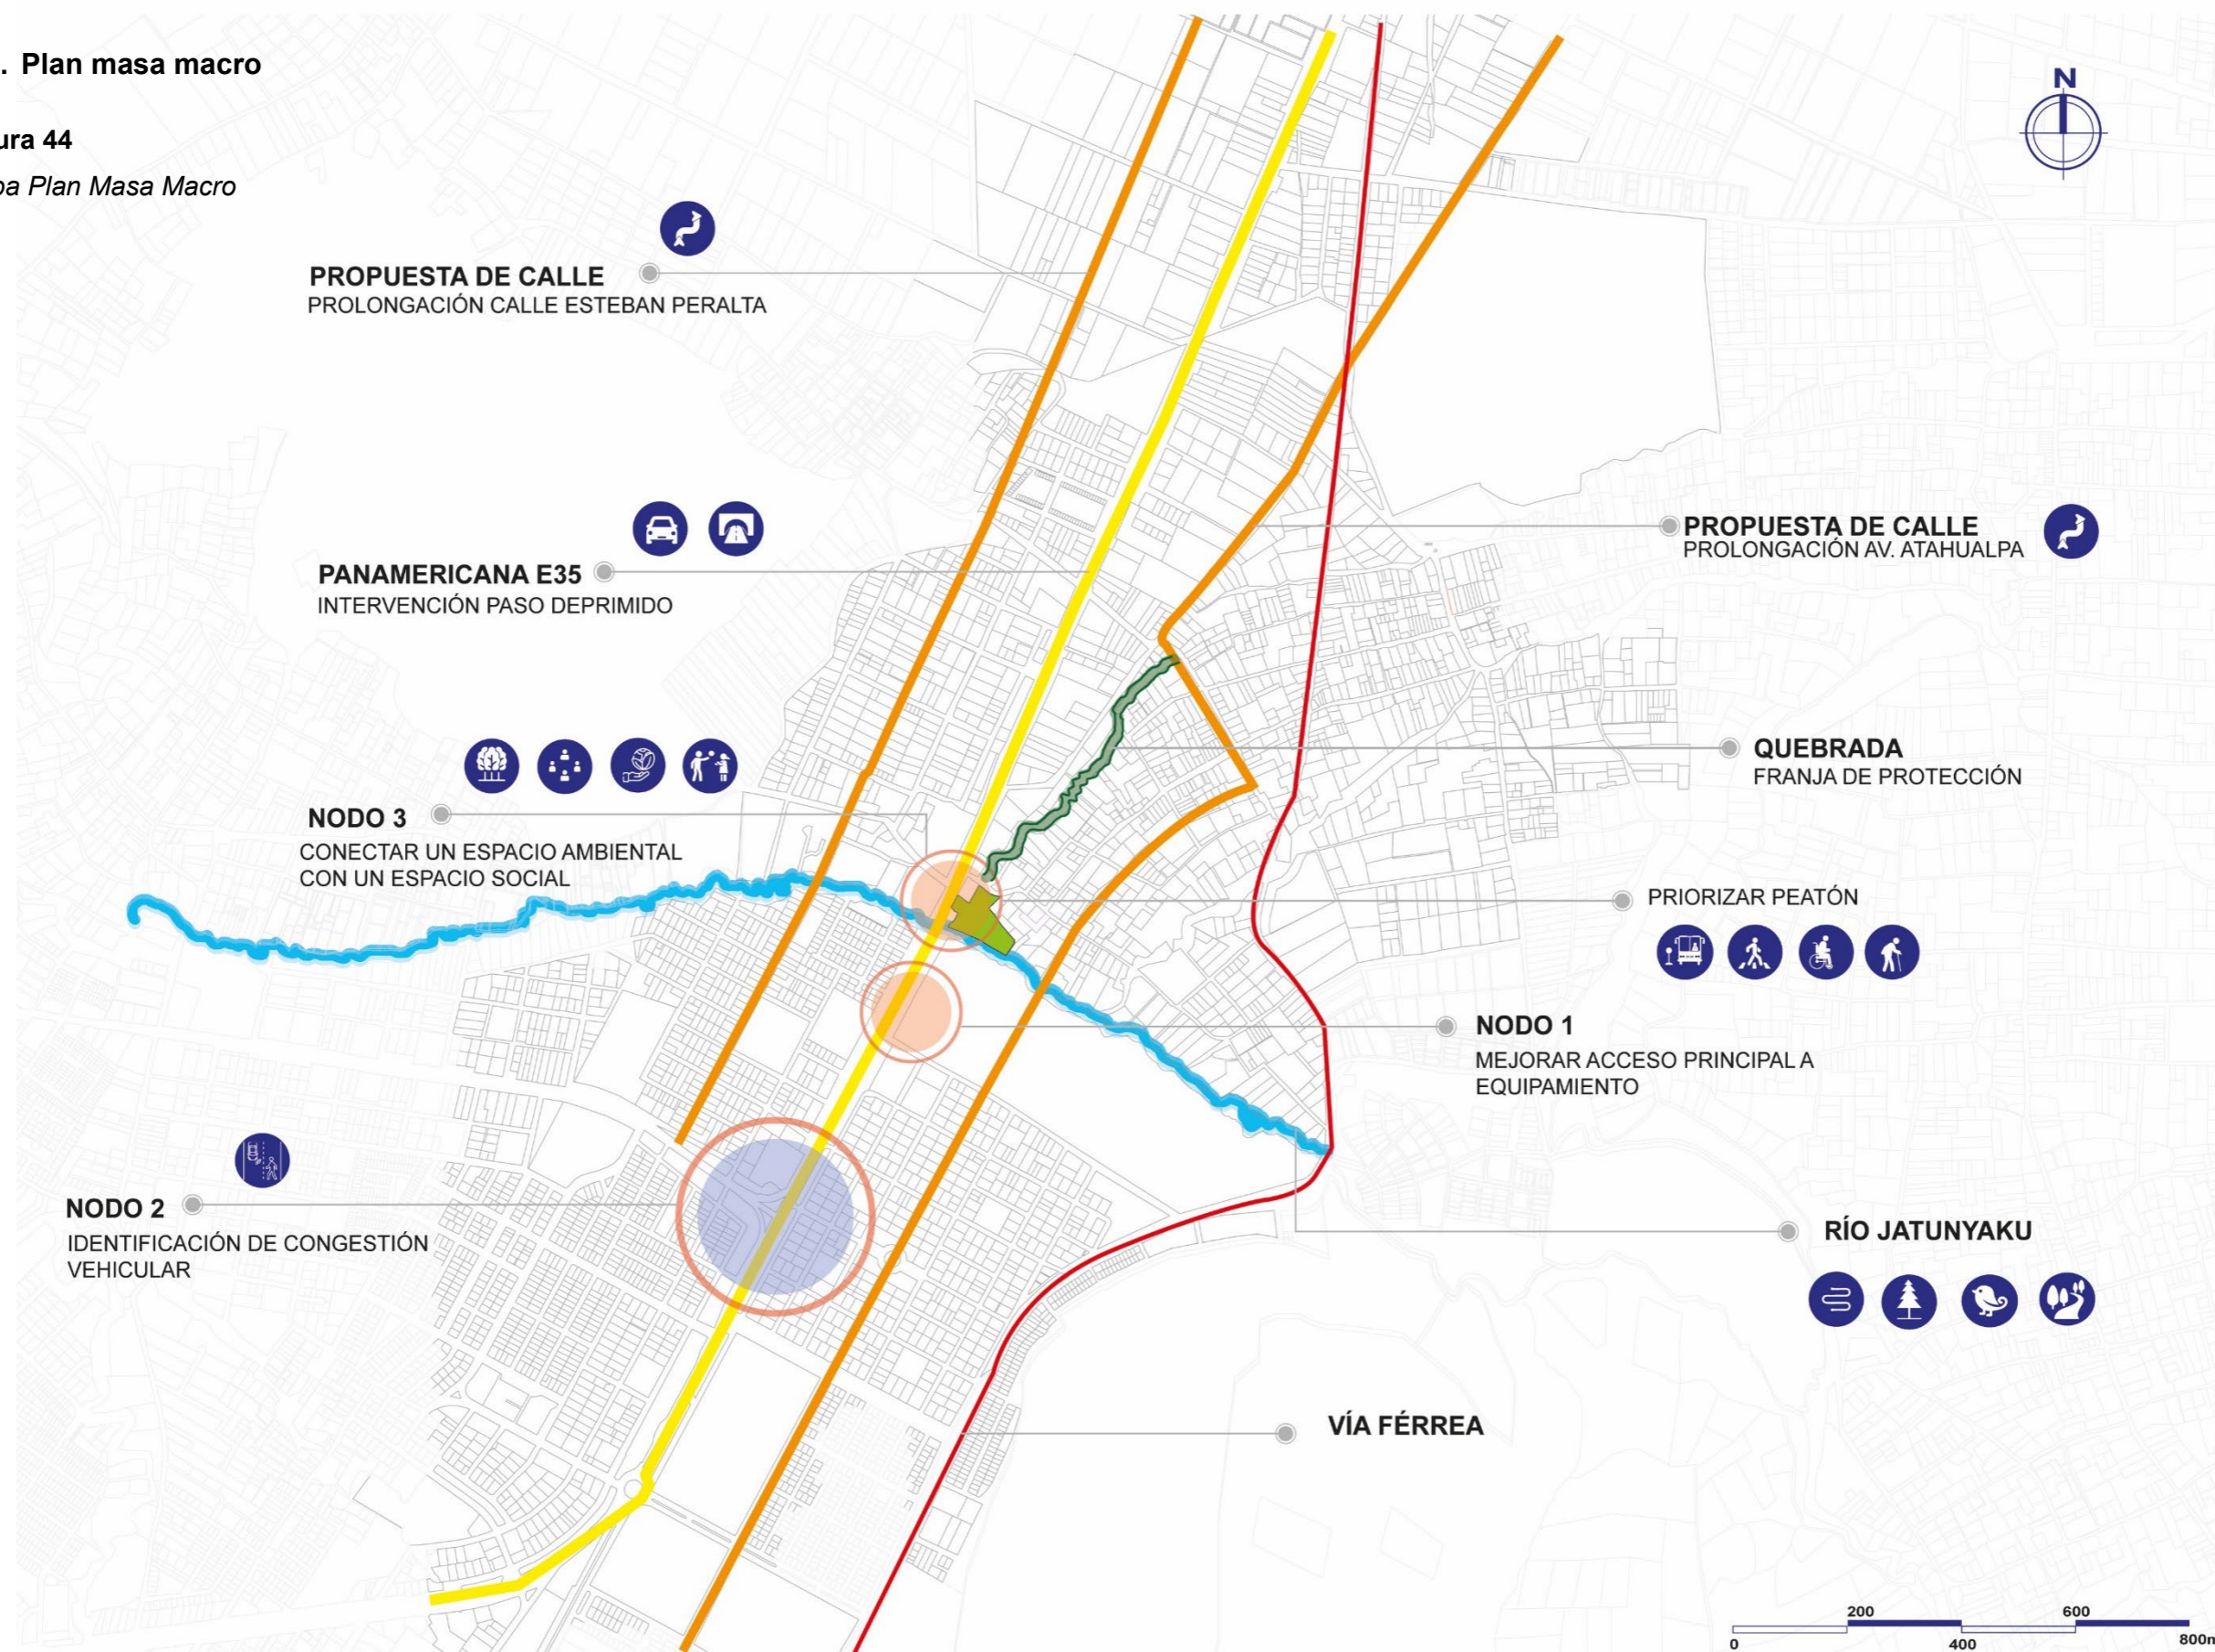 . Plan masa macro
ura 44
pa Plan Masa Macro
N
PROPUESTA DE CALLE
PROLONGACIÓN CALLE ESTEBAN PERALTA
PANAMERICANA E35
INTERVENCIÓN PASO DEPRIMIDO
PROPUESTA DE CALLE
PROLONGACIÓN AV. ATAHUALPA
QUEBRADA
FRANJA DE PROTECCIÓN
NODO 3
CONECTAR UN ESPACIO AMBIENTAL
CON UN ESPACIO SOCIAL
PRIORIZAR PEATÓN
NODO 1
MEJORAR ACCESO PRINCIPAL A
EQUIPAMIENTO
NODO 2
IDENTIFICACIÓN DE CONGESTIÓN
VEHICULAR
RÍO JATUNYAKU
VÍA FÉRREA
200 600
0 400 800m